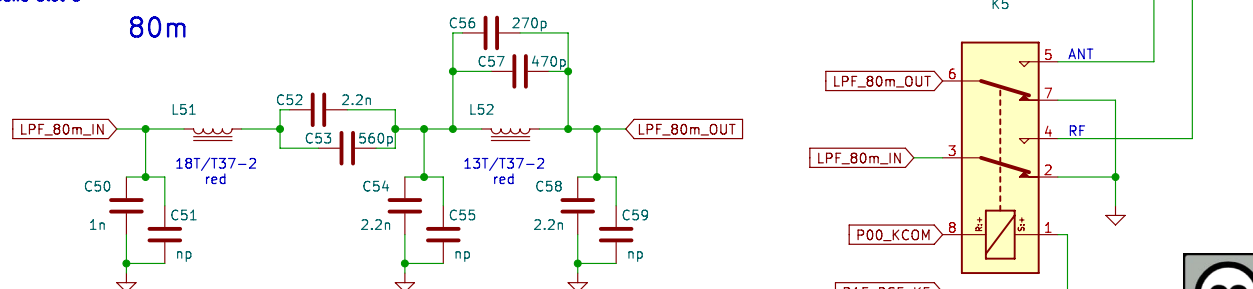 80m
LPF_80m_IN
L51
18T/T37-2
red
C50
1n
C51
np
C52
2.2n
C53
560p
C54
2.2n
C55
np
C56
270p
C57
470p
L52
13T/T37-2
red
C58
2.2n
C59
np
LPF_80m_OUT
K5
LPF_80m_OUT
6
5
ANT
7
4
RF
LPF_80m_IN
3
2
P00_KCOM
8
R:+
S:+
1